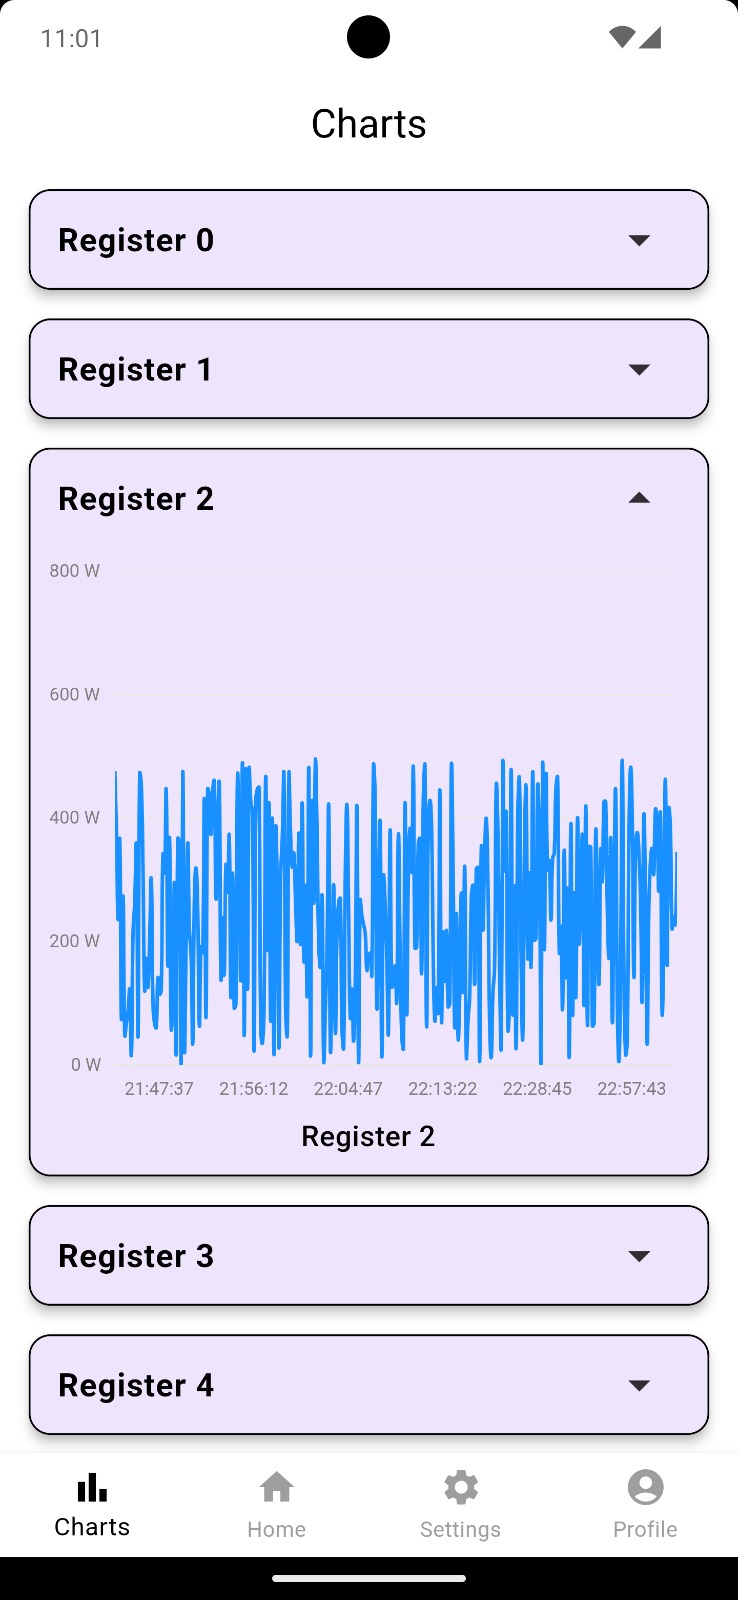 11:01
Charts
Register 0
Register 1
Register 2
800 W
600 W
400 W
200 W
0 W
21:47:37 21:56:12 22:04:47 22:13:22 22:28:45 22:57:43
Register 2
Register 3
Register 4
Charts Home Settings Profile